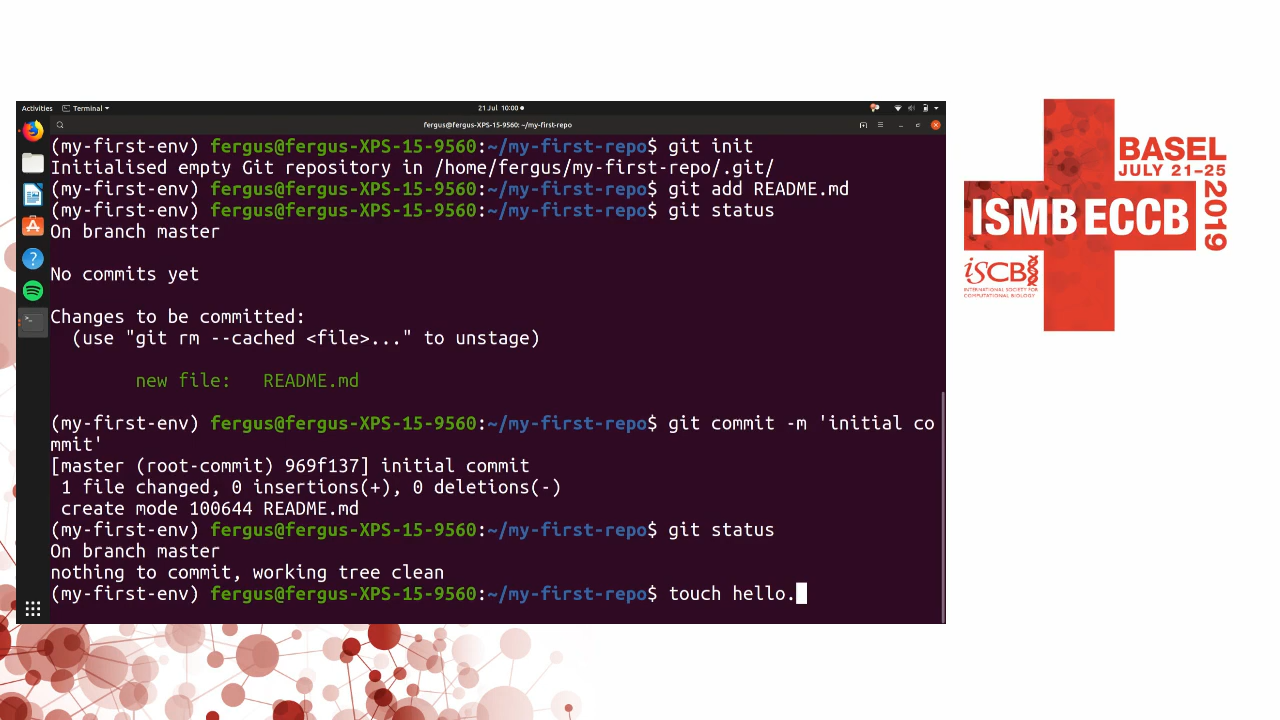 Activities
Terminal
21 Jul 10:00
fergus@fergus-XPS-15-9560: ~/my-first-repo
(my-first-env) fergus@fergus-XPS-15-9560:~/my-first-repo$ git init
Initialised empty Git repository in /home/fergus/my-first-repo/.git/
(my-first-env) fergus@fergus-XPS-15-9560:~/my-first-repo$ git add README.md
(my-first-env) fergus@fergus-XPS-15-9560:~/my-first-repo$ git status
On branch master
No commits yet
Changes to be committed:
(use "git rm --cached <file>..." to unstage)
new file:   README.md
(my-first-env) fergus@fergus-XPS-15-9560:~/my-first-repo$ git commit -m 'initial co
mmit'
[master (root-commit) 969f137] initial commit
1 file changed, 0 insertions(+), 0 deletions(-)
create mode 100644 README.md
(my-first-env) fergus@fergus-XPS-15-9560:~/my-first-repo$ git status
On branch master
nothing to commit, working tree clean
(my-first-env) fergus@fergus-XPS-15-9560:~/my-first-repo$ touch hello.
BASEL
JULY 21-25
2019
ISMB ECCB
iSCB
INTERNATIONAL SOCIETY FOR
COMPUTATIONAL BIOLOGY